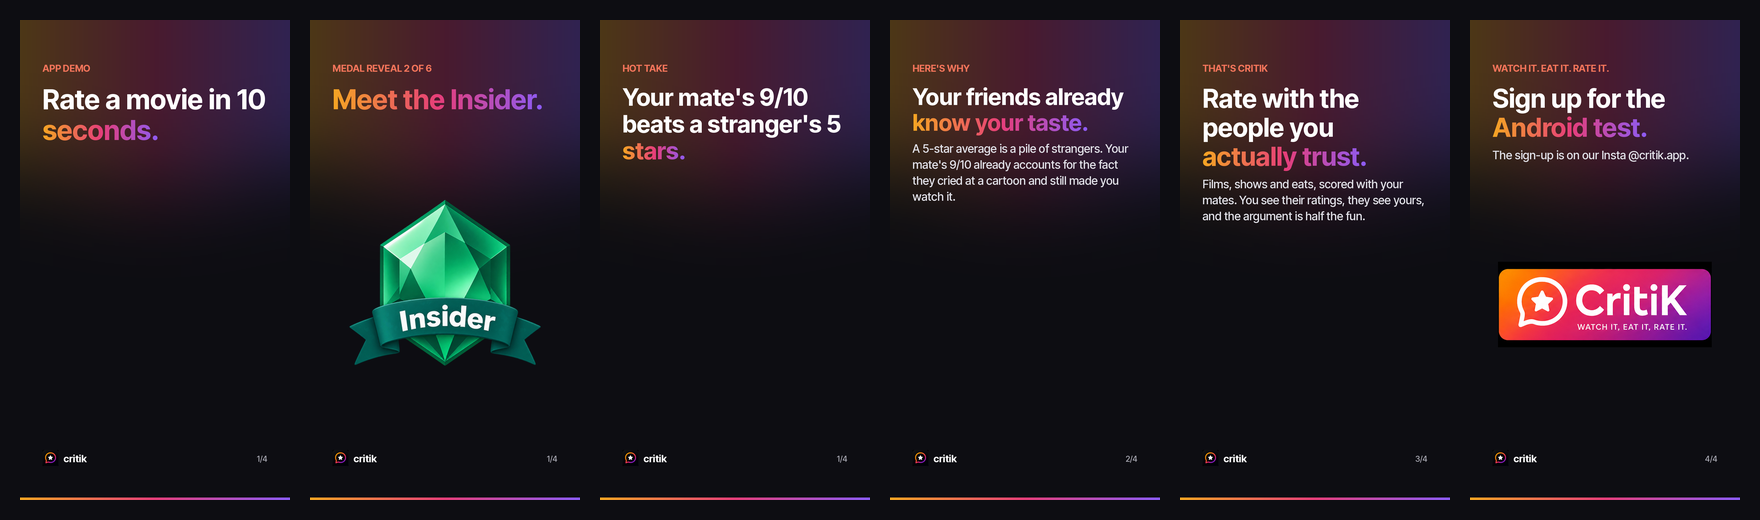 APP DEMO
Rate a movie in 10
seconds.
critik
1/4
MEDAL REVEAL 2 OF 6
Meet the Insider.
Insider
critik
1/4
HOT TAKE
Your mate's 9/10
beats a stranger's 5
stars.
critik
1/4
HERE'S WHY
Your friends already
know your taste.
A 5-star average is a pile of strangers. Your
mate's 9/10 already accounts for the fact
they cried at a cartoon and still made you
watch it.
critik
2/4
THAT'S CRITIK
Rate with the
people you
actually trust.
Films, shows and eats, scored with your
mates. You see their ratings, they see yours,
and the argument is half the fun.
critik
3/4
WATCH IT. EAT IT. RATE IT.
Sign up for the
Android test.
The sign-up is on our Insta @critik.app.
CritiK
WATCH IT, EAT IT, RATE IT.
critik
4/4